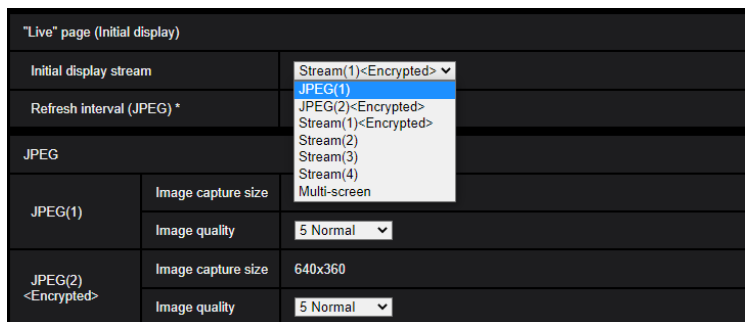 "Live" page (Initial display)
Initial display stream
Stream(1)<Encrypted>
JPEG(1)
JPEG(2)<Encrypted>
Stream(1)<Encrypted>
Stream(2)
Stream(3)
Stream(4)
Multi-screen
Refresh interval (JPEG) *
JPEG
JPEG(1)
Image capture size
Image quality
5 Normal
JPEG(2)
<Encrypted>
Image capture size
640x360
Image quality
5 Normal